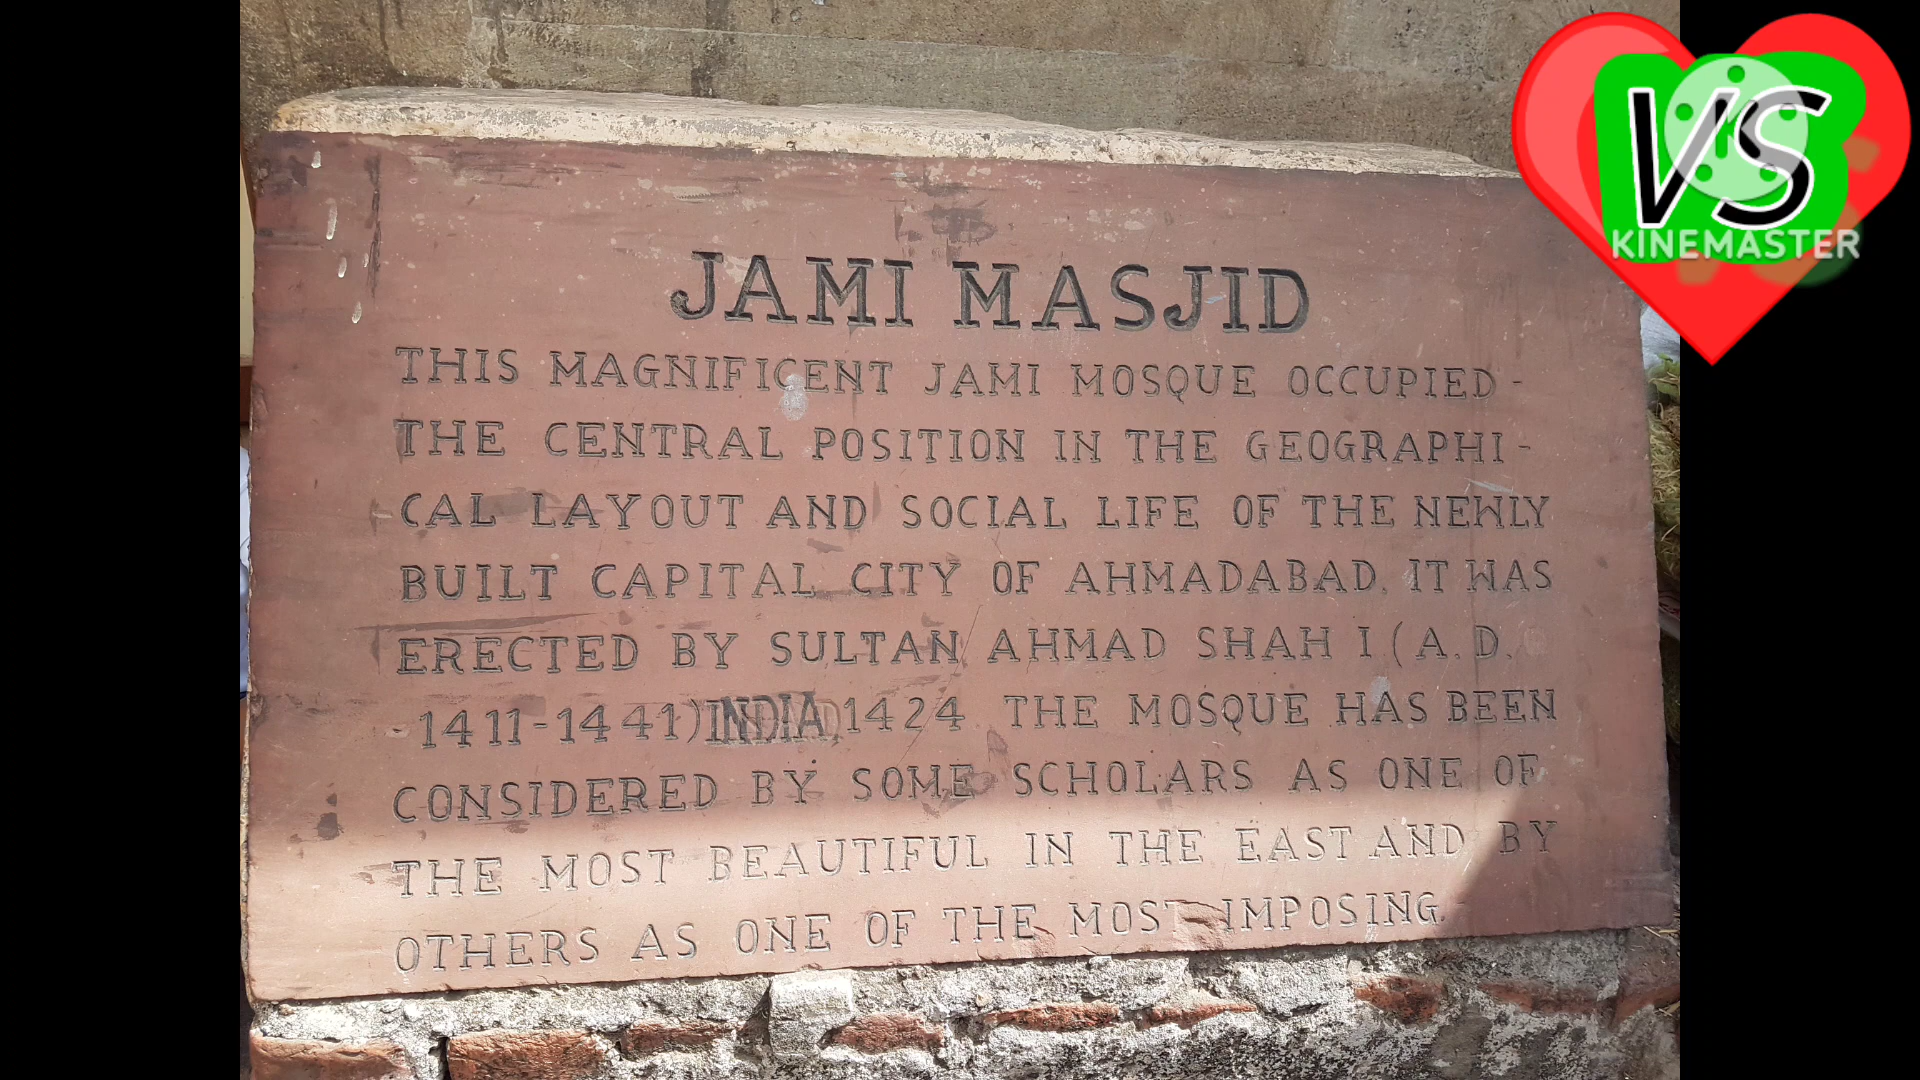 VS
KINEMASTER
JAMI MASJID
THIS MAGNIFICENT JAMI MOSQUE OCCUPIED -
THE CENTRAL POSITION IN THE GEOGRAPHI -
CAL LAYOUT AND SOCIAL LIFE OF THE NEWLY
BUILT CAPITAL CITY OF AHMADABAD. IT WAS
ERECTED BY SULTAN AHMAD SHAH I (A.D.
1411-1441) INDIA, 1424 THE MOSQUE HAS BEEN
CONSIDERED BY SOME SCHOLARS AS ONE OF
THE MOST BEAUTIFUL IN THE EAST AND BY
OTHERS AS ONE OF THE MOST IMPOSING.